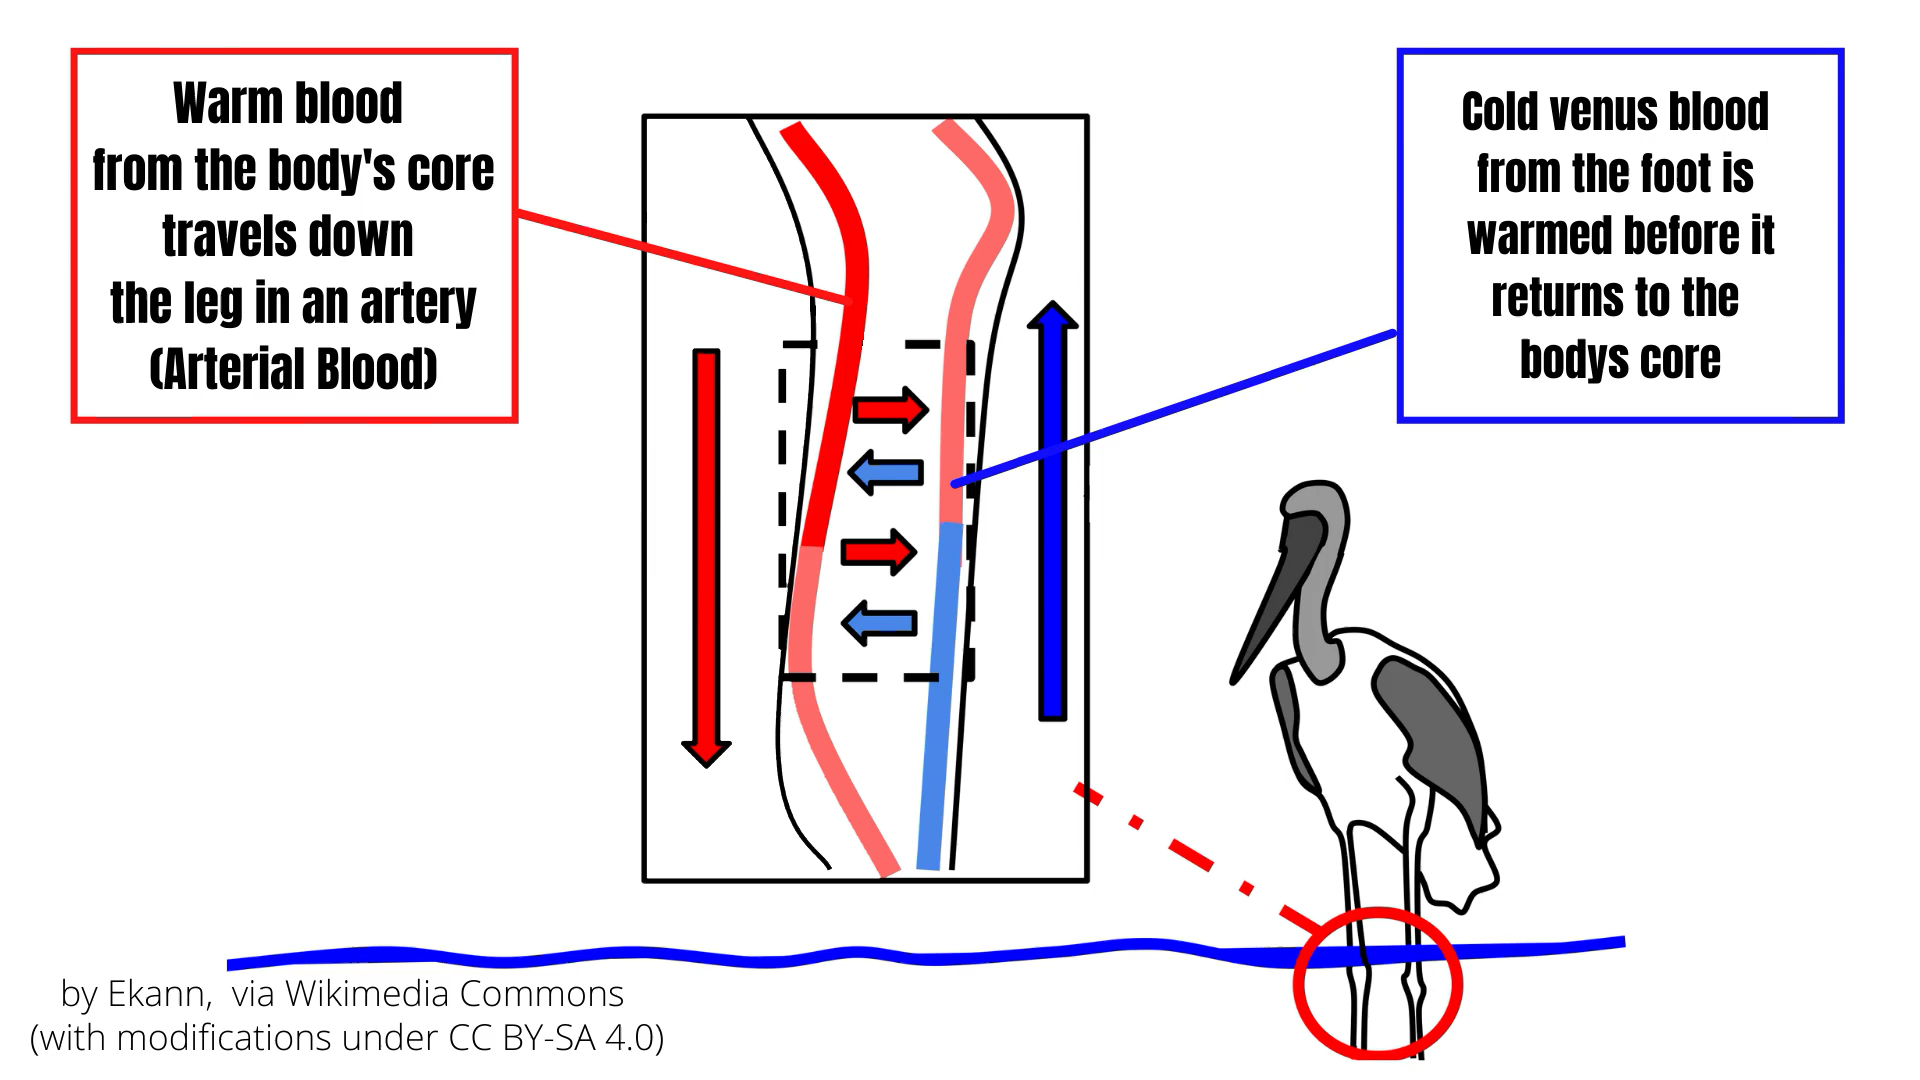 Warm blood
from the body's core
travels down
the leg in an artery
(Arterial Blood)
Cold venus blood
from the foot is
warmed before it
returns to the
bodys core
by Ekann, via Wikimedia Commons
(with modifications under CC BY-SA 4.0)